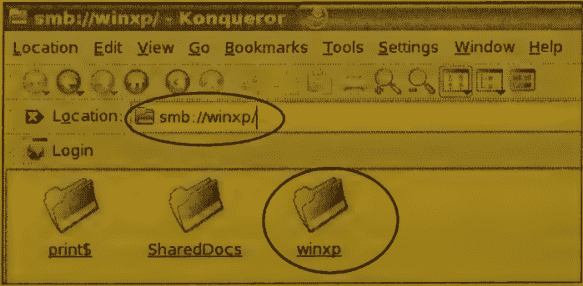 smb://winxp/ - Konqueror
Location Edit View Go Bookmarks Tools Settings Window Help
Location: smb://winxp/
Login
print$ SharedDocs winxp